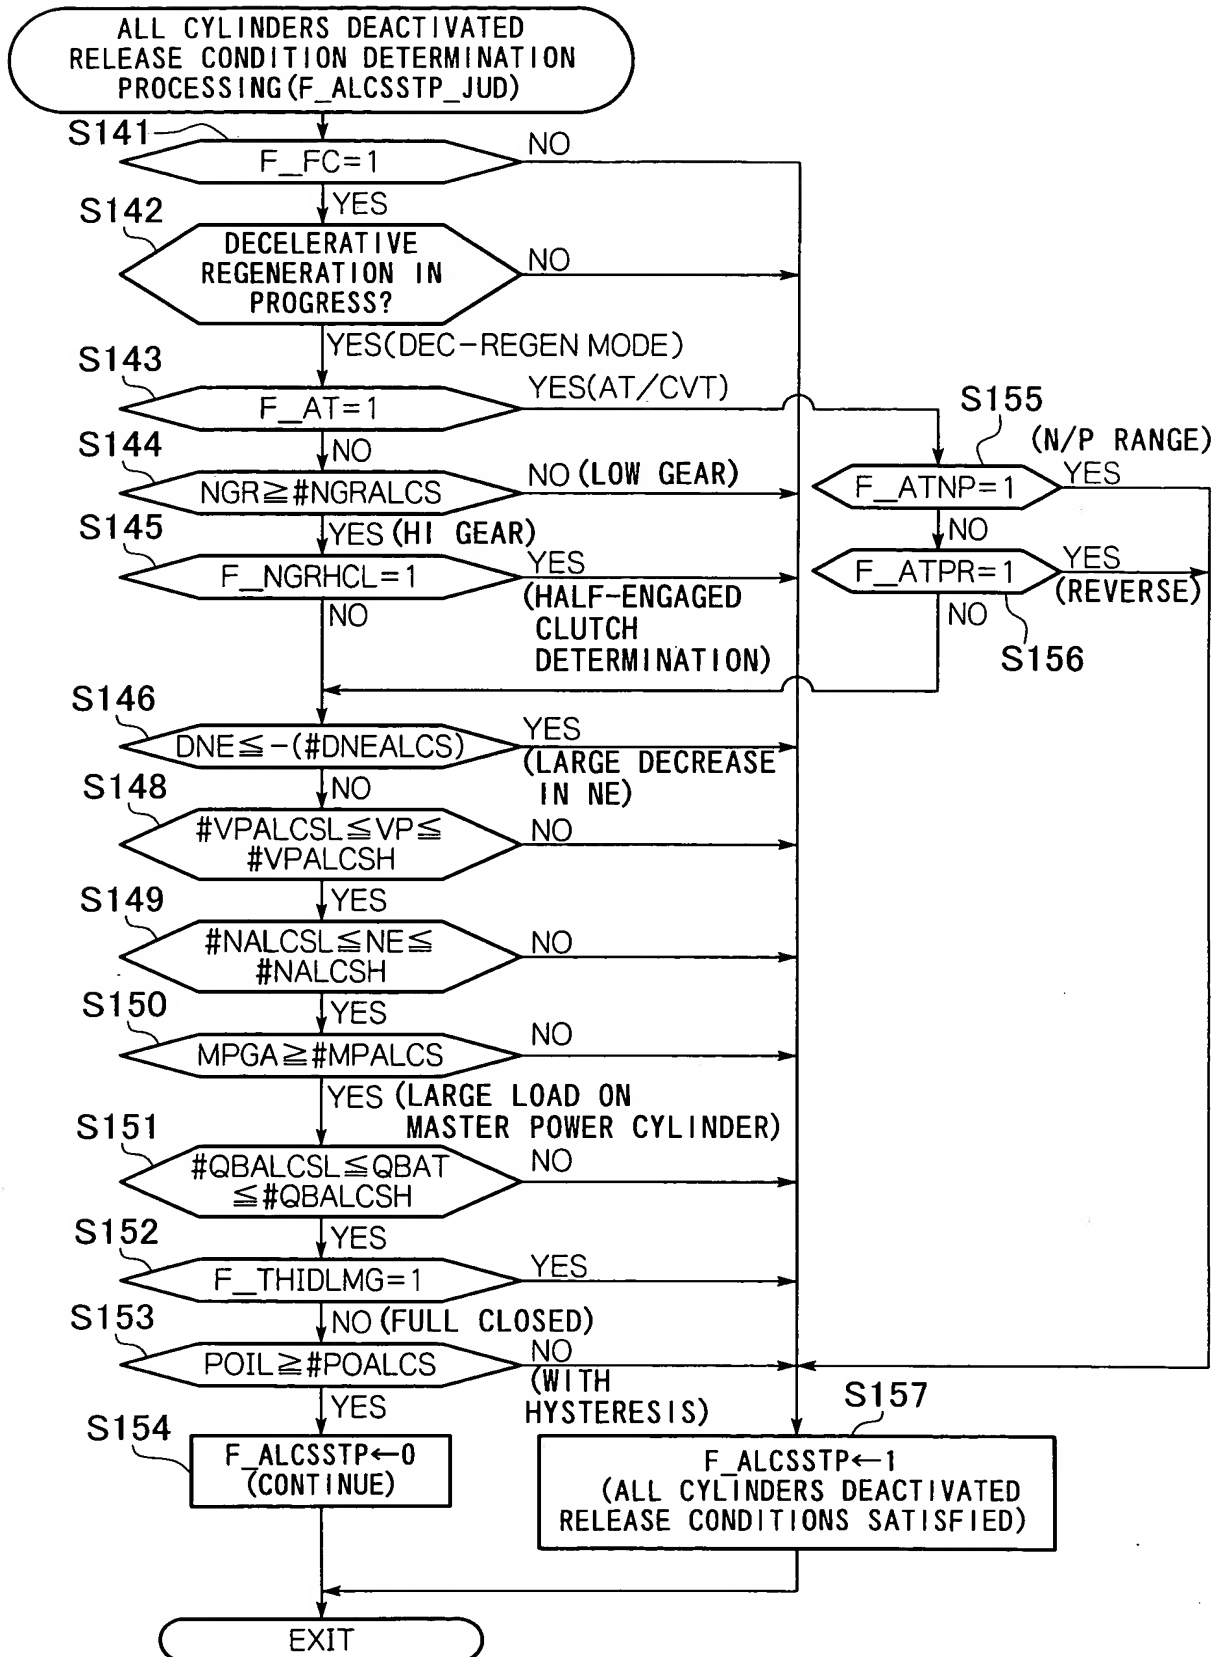 ALL CYLINDERS DEACTIVATED
RELEASE CONDITION DETERMINATION
PROCESSING(F_ALCSSTP_JUD)
S141
F_FC=1
NO
YES
S142
DECELERATIVE
REGENERATION IN
PROGRESS?
NO
YES(DEC-REGEN MODE)
S143
F_AT=1
YES(AT/CVT)
NO
S155
(N/P RANGE)
F_ATNP=1
YES
NO
S144
NGR≧#NGRALCS
NO (LOW GEAR)
YES (HI GEAR)
S145
F_NGRHCL=1
YES
(HALF-ENGAGED
CLUTCH
DETERMINATION)
NO
F_ATPR=1
YES
(REVERSE)
NO
S156
S146
DNE≦-(#DNEALCS)
YES
(LARGE DECREASE
IN NE)
NO
S148
#VPALCSL≦VP≦
#VPALCSH
NO
YES
S149
#NALCSL≦NE≦
#NALCSH
NO
YES
S150
MPGA≧#MPALCS
NO
YES (LARGE LOAD ON
MASTER POWER CYLINDER)
S151
#QBALCSL≦QBAT
≦#QBALCSH
NO
YES
S152
F_THIDLMG=1
YES
NO (FULL CLOSED)
S153
POIL≧#POALCS
NO
(WITH
HYSTERESIS)
YES
S154
F_ALCSSTP←0
(CONTINUE)
S157
F_ALCSSTP←1
(ALL CYLINDERS DEACTIVATED
RELEASE CONDITIONS SATISFIED)
EXIT